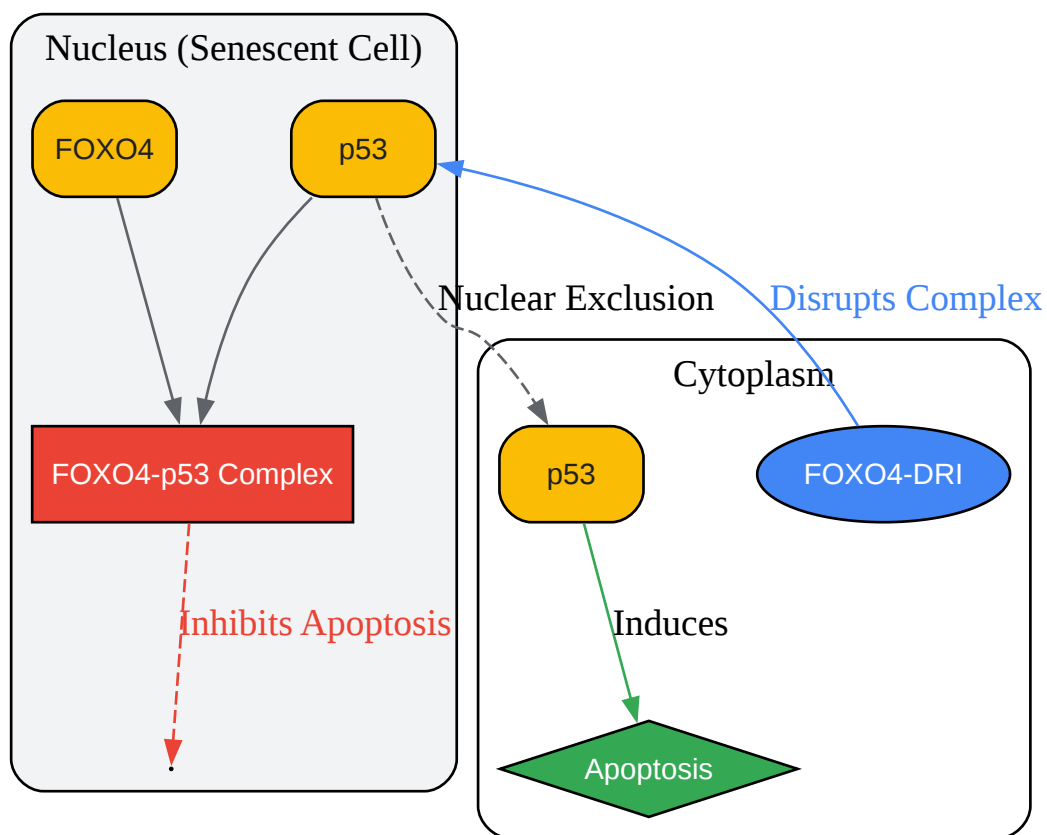 Nucleus (Senescent Cell)
FOXO4
p53
Nuclear Exclusion
Disrupts Complex
Cytoplasm
FOXO4-p53 Complex
p53
FOXO4-DRI
Inhibits Apoptosis
Induces
Apoptosis